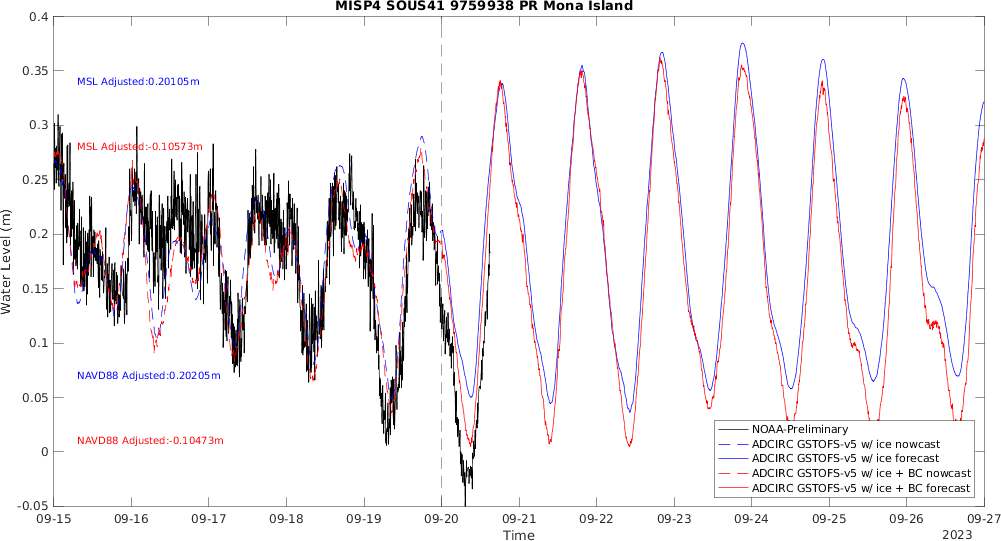 MISP4 SOUS41 9759938 PR Mona Island
0.4
0.35
0.3
0.25
0.2
0.15
0.1
0.05
0
-0.05
Water Level (m)
MSL Adjusted:0.20105m
MSL Adjusted:-0.10573m
NAVD88 Adjusted:0.20205m
NAVD88 Adjusted:-0.10473m
NOAA-Preliminary
ADCIRC GSTOFS-v5 w/ ice nowcast
ADCIRC GSTOFS-v5 w/ ice forecast
ADCIRC GSTOFS-v5 w/ ice + BC nowcast
ADCIRC GSTOFS-v5 w/ ice + BC forecast
09-15 09-16 09-17 09-18 09-19 09-20 09-21 09-22 09-23 09-24 09-25 09-26 09-27
Time
2023